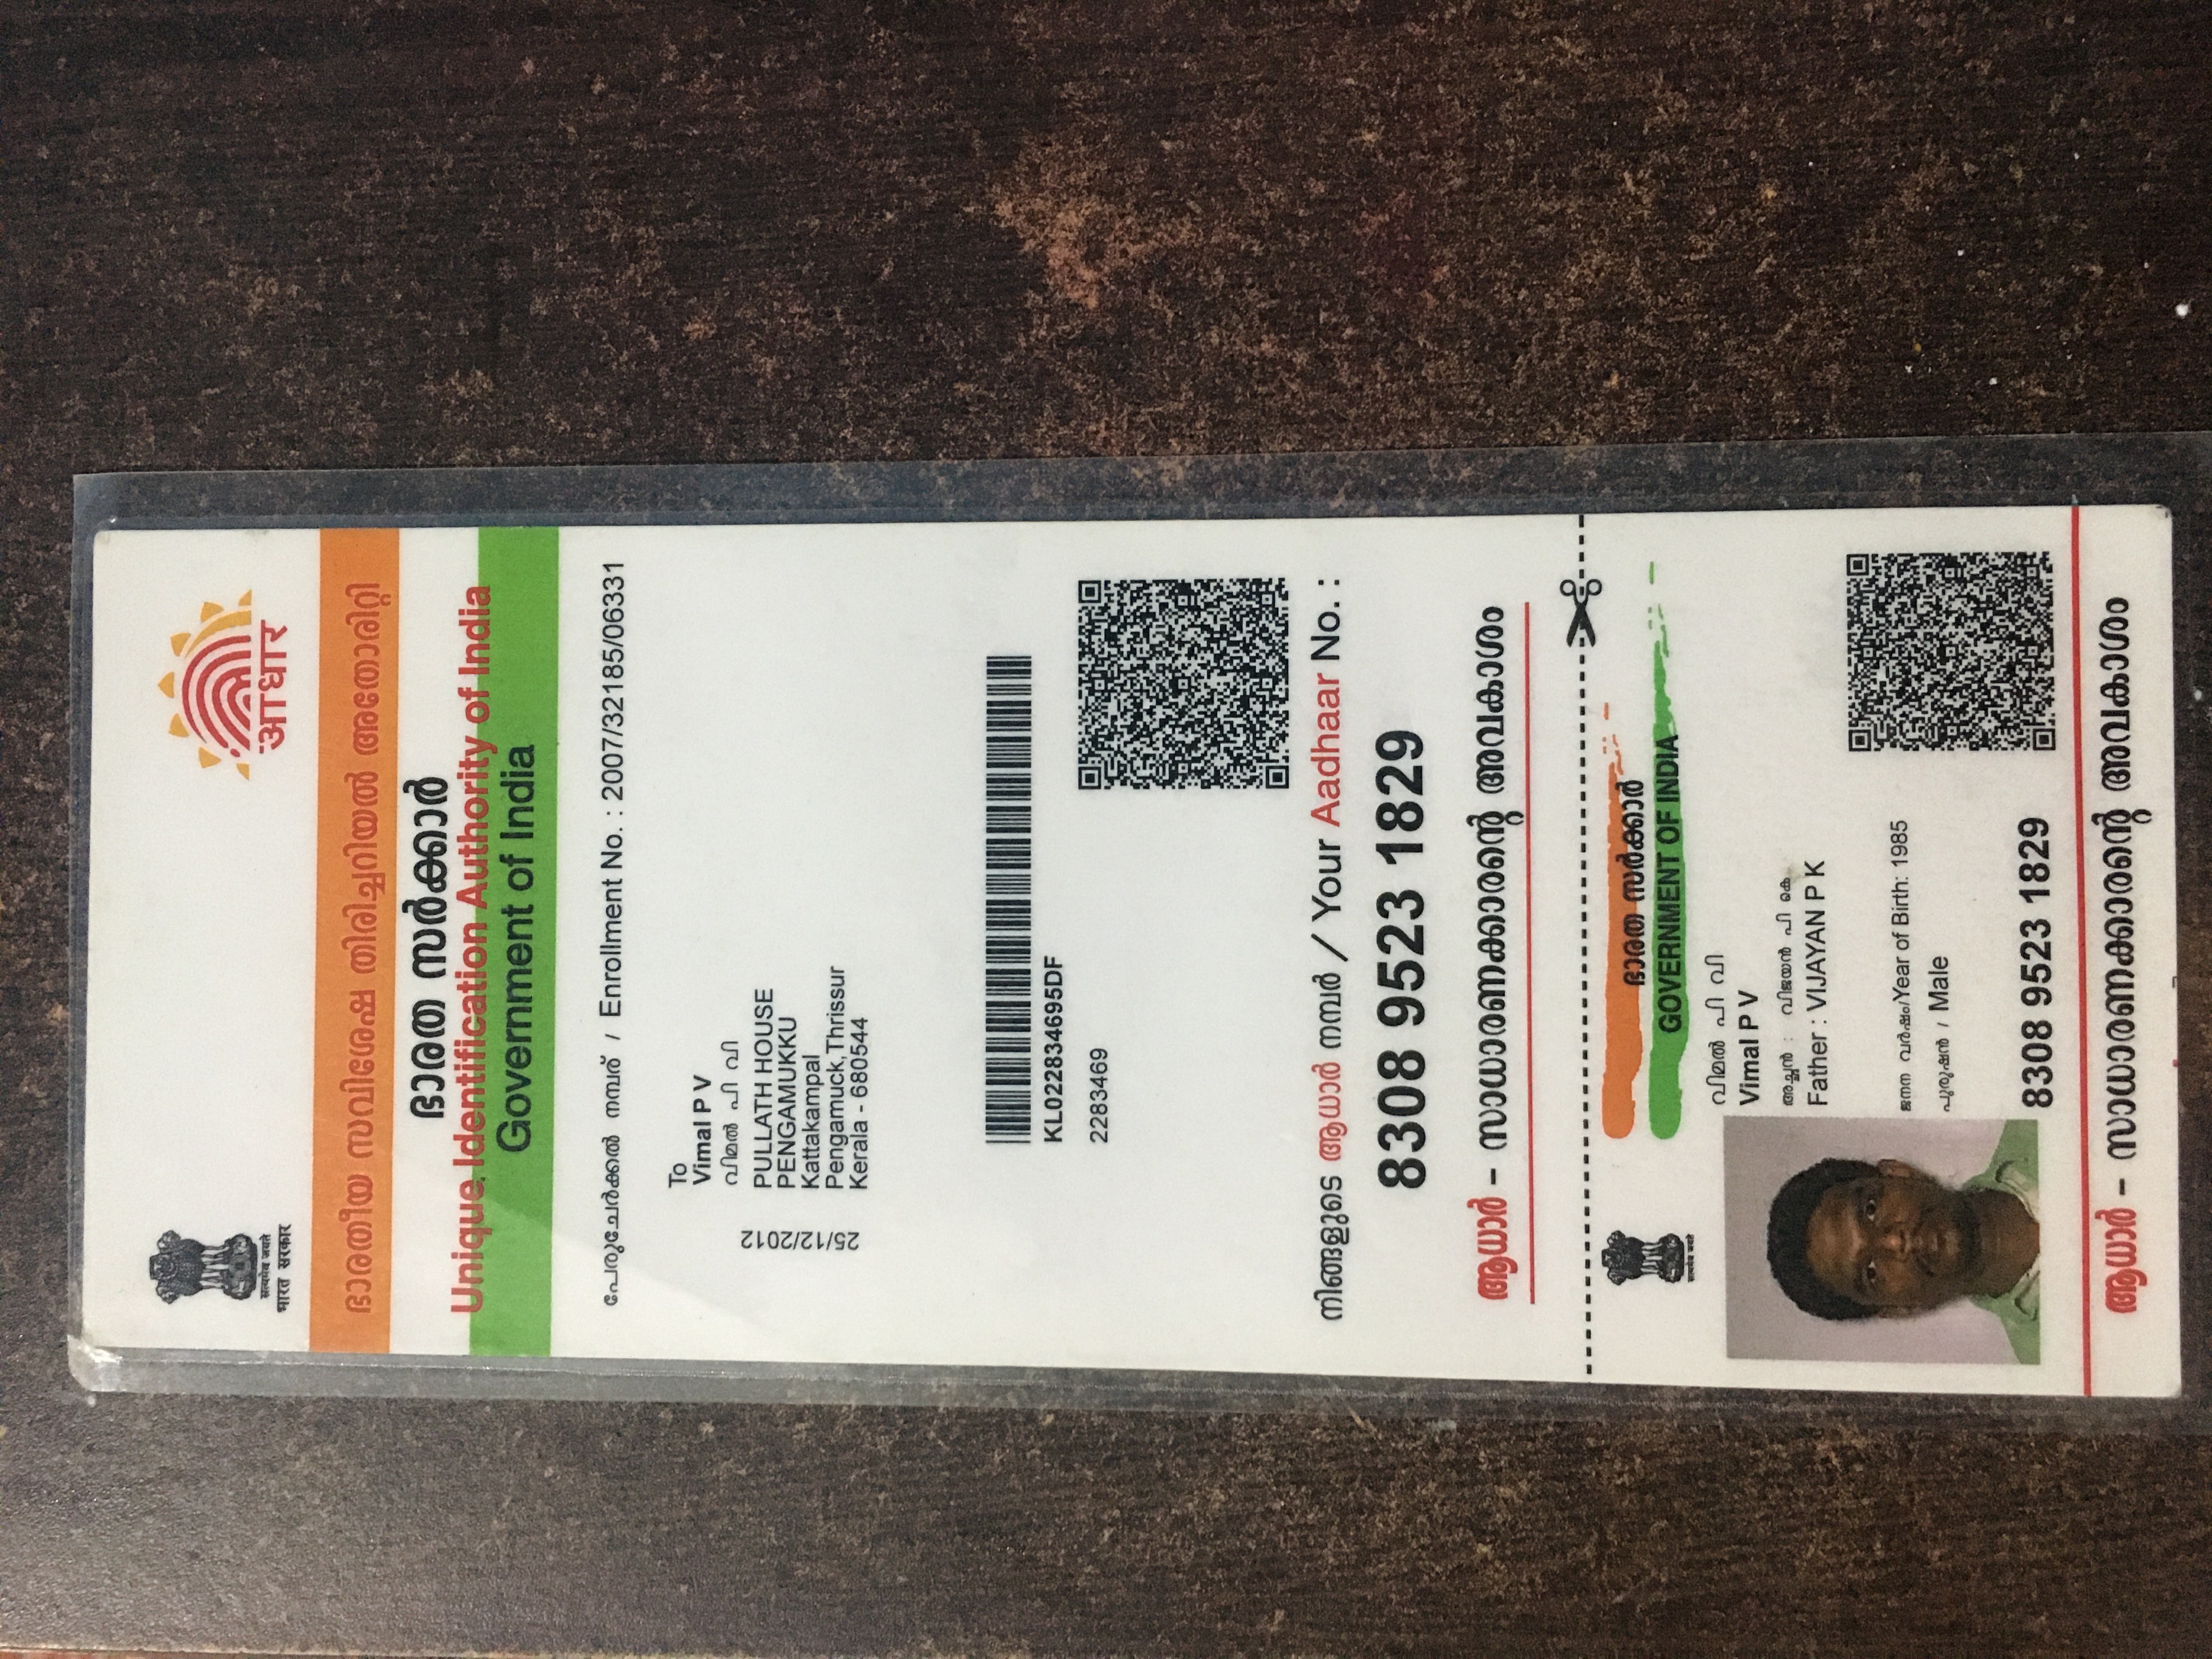 सत्यमेव जयते
भारत सरकार
आधार
ഭാരതീയ സവിശേഷ തിരിച്ചറിയൽ അതോരിറ്റി
ഭാരത സർക്കാർ
Unique Identification Authority of India
Government of India
പേരുചേർക്കൽ നമ്പര് / Enrollment No. : 2007/32185/06331
To
Vimal P V
വിമൽ പി വി
PULLATH HOUSE
PENGAMUKKU
Kattakampal
Pengamuck,Thrissur
Kerala - 680544
25/12/2012
KL022834695DF
2283469
നിങ്ങളുടെ ആധാർ നമ്പർ / Your Aadhaar No. :
8308 9523 1829
ആധാർ – സാധാരണക്കാരന്റെ അവകാശം
सत्यमेव जयते
ഭാരത സർക്കാർ
GOVERNMENT OF INDIA
വിമൽ പി വി
Vimal P V
അച്ഛൻ : വിജയൻ പി കെ
Father : VIJAYAN P K
ജനന വർഷം/Year of Birth: 1985
പുരുഷൻ / Male
8308 9523 1829
ആധാർ – സാധാരണക്കാരന്റെ അവകാശം